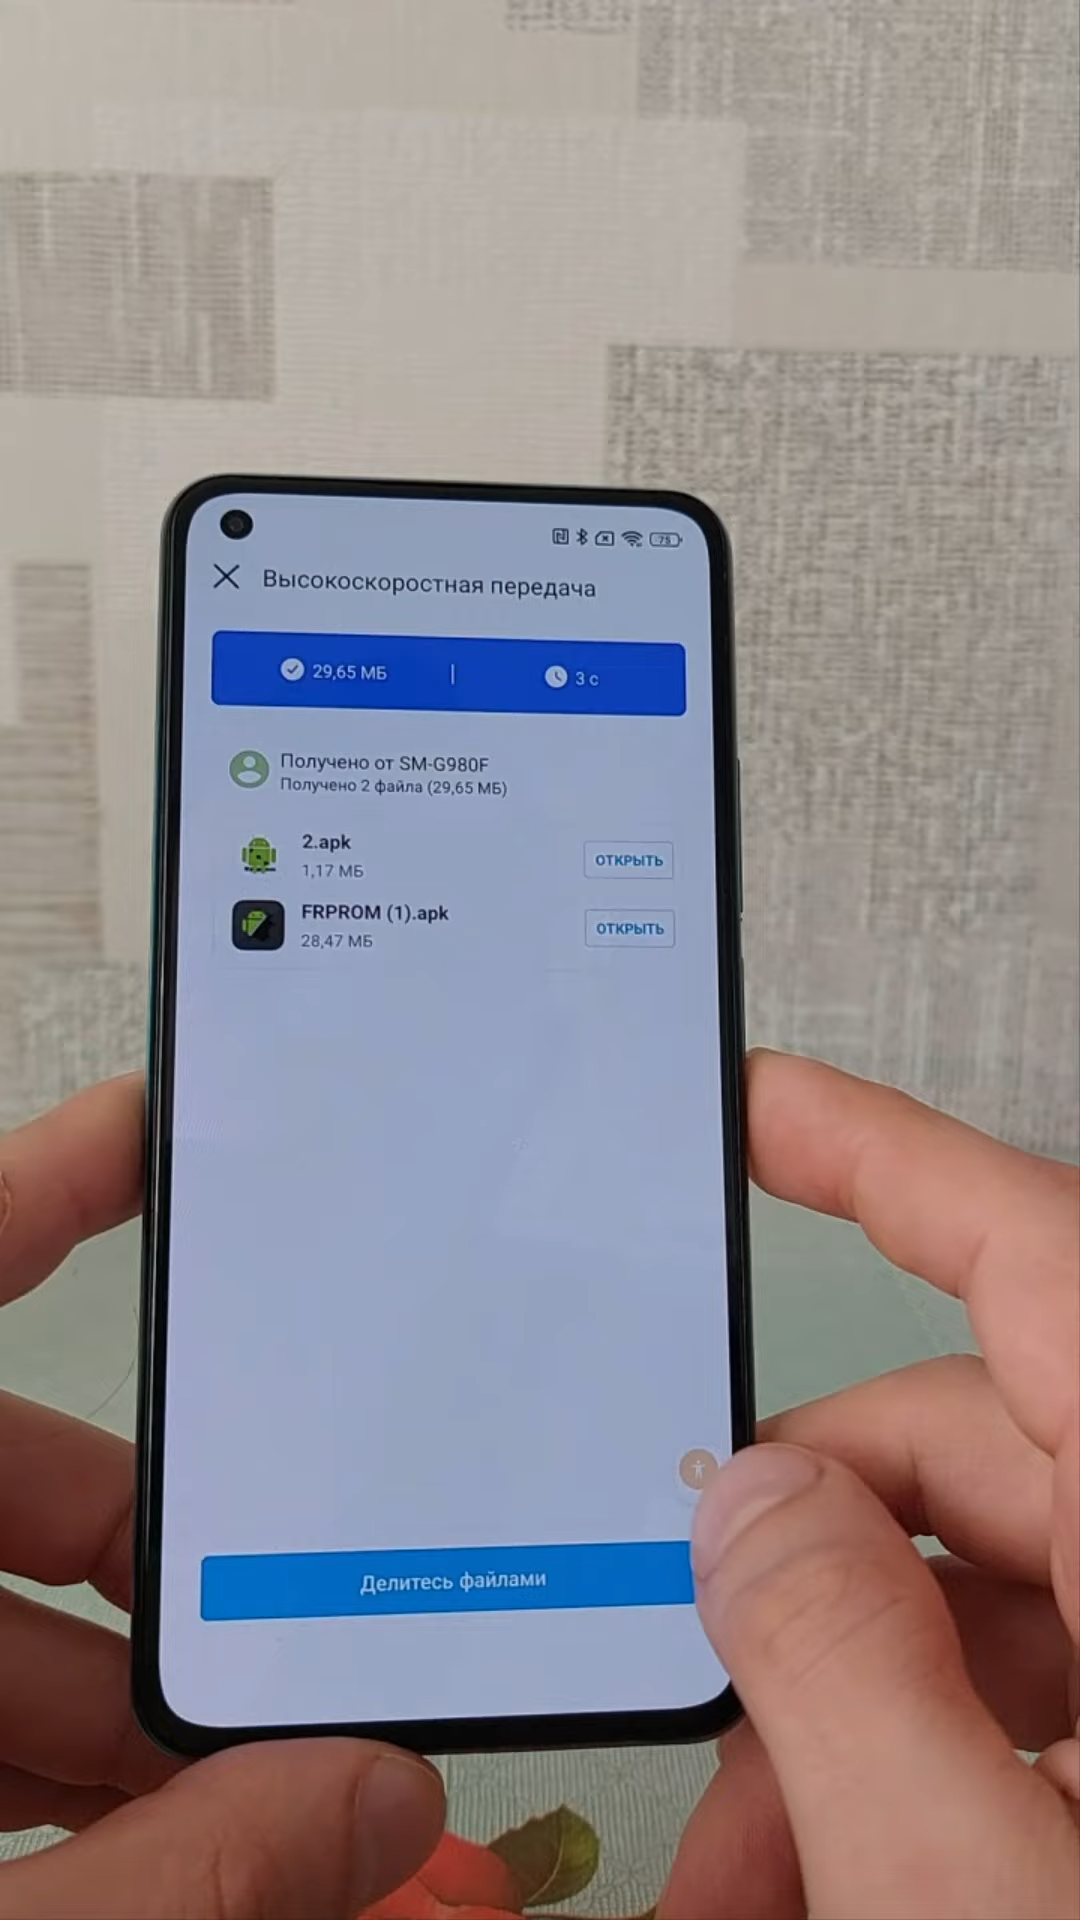 75
Высокоскоростная передача
29,65 МБ | 3 с
Получено от SM-G980F
Получено 2 файла (29,65 МБ)
2.apk
1,17 МБ
ОТКРЫТЬ
FRPROM (1).apk
28,47 МБ
ОТКРЫТЬ
Делитесь файлами